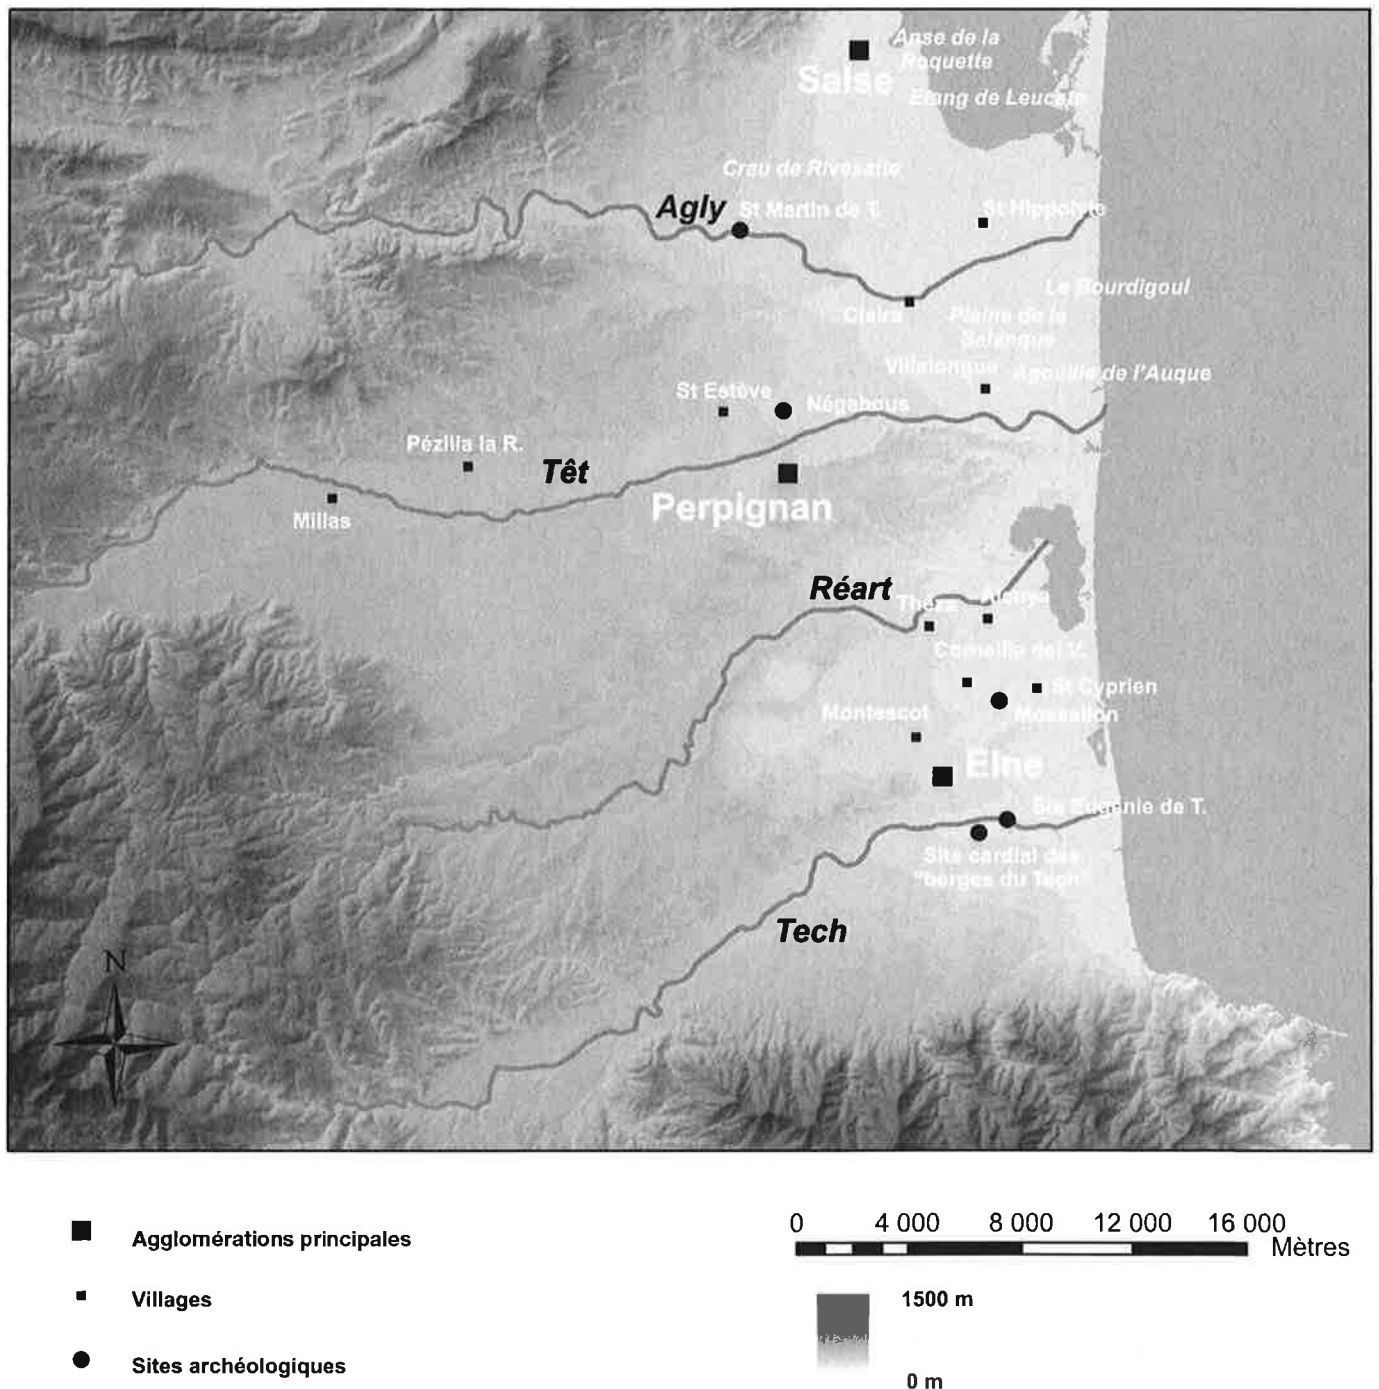 Anse de la
Roquette
Salse
Etang de Leucate
Crau de Rivesalte
Agly
St Martin de T.
St Hippolyte
Le Bourdigoul
Claira
Plaine de la
Salanque
Villelongue
Agouille de l'Auque
St Estève
Négabous
Pézilla la R.
Têt
Millas
Perpignan
Réart
Théza
Alenya
Corneilla del V.
St Cyprien
Mossellon
Montescot
Elne
Ste Eugénie de T.
Site cardial des
"berges du Tech"
Tech
N
Agglomérations principales
Villages
Sites archéologiques
0 4 000 8 000 12 000 16 000
Mètres
1500 m
0 m